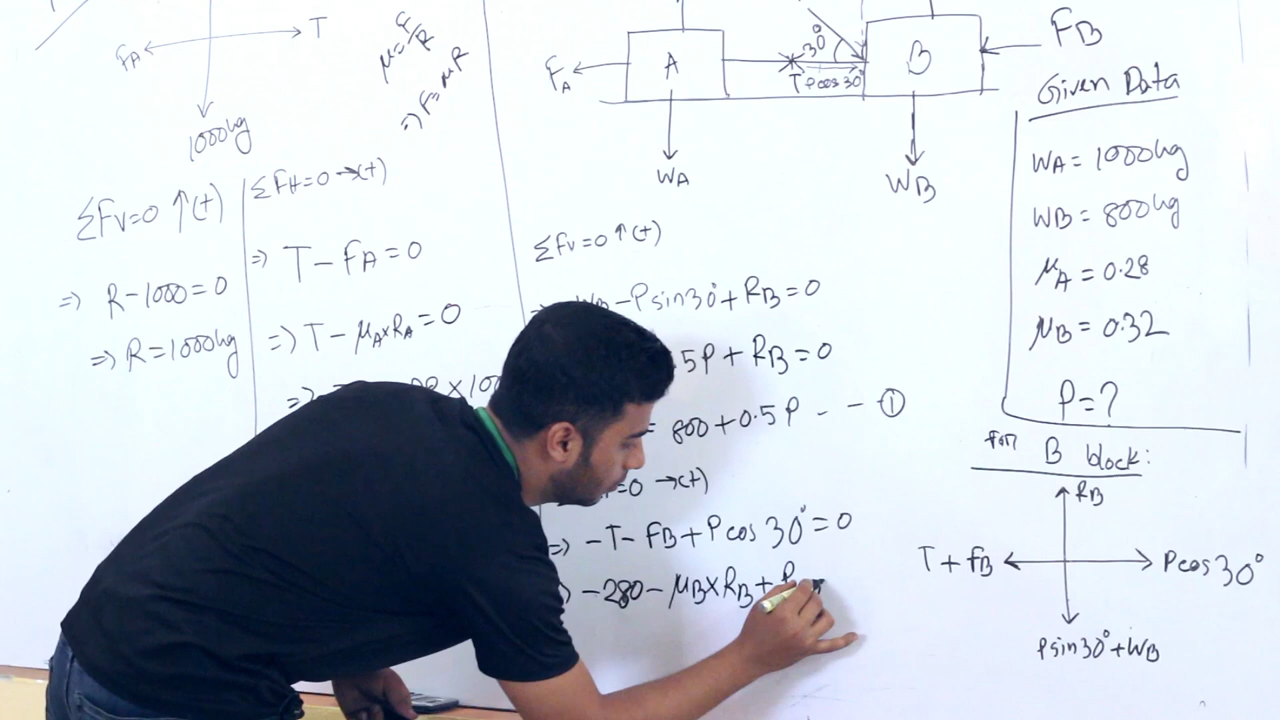 T
FA
1000kg
μ=F/R
=> F=μR
ΣFv=0 ↑(+)
=> R-1000=0
=> R=1000kg
ΣFH=0 →(+)
=> T-FA=0
=> T-μA×RA=0
=>
×100
FA
A
T
Pcos30°
30°
B
FB
WA
WB
ΣFv=0 ↑(+)
WB-Psin30°+RB=0
5P+RB=0
= 800+0.5P - - ①
=0 →(+)
=> -T-FB+Pcos30°=0
-280-μB×RB+P
Given Data
WA=1000kg
WB=800kg
μA=0.28
μB=0.32
P=?
for B block:
RB
T+fB
Pcos30°
Psin30°+WB